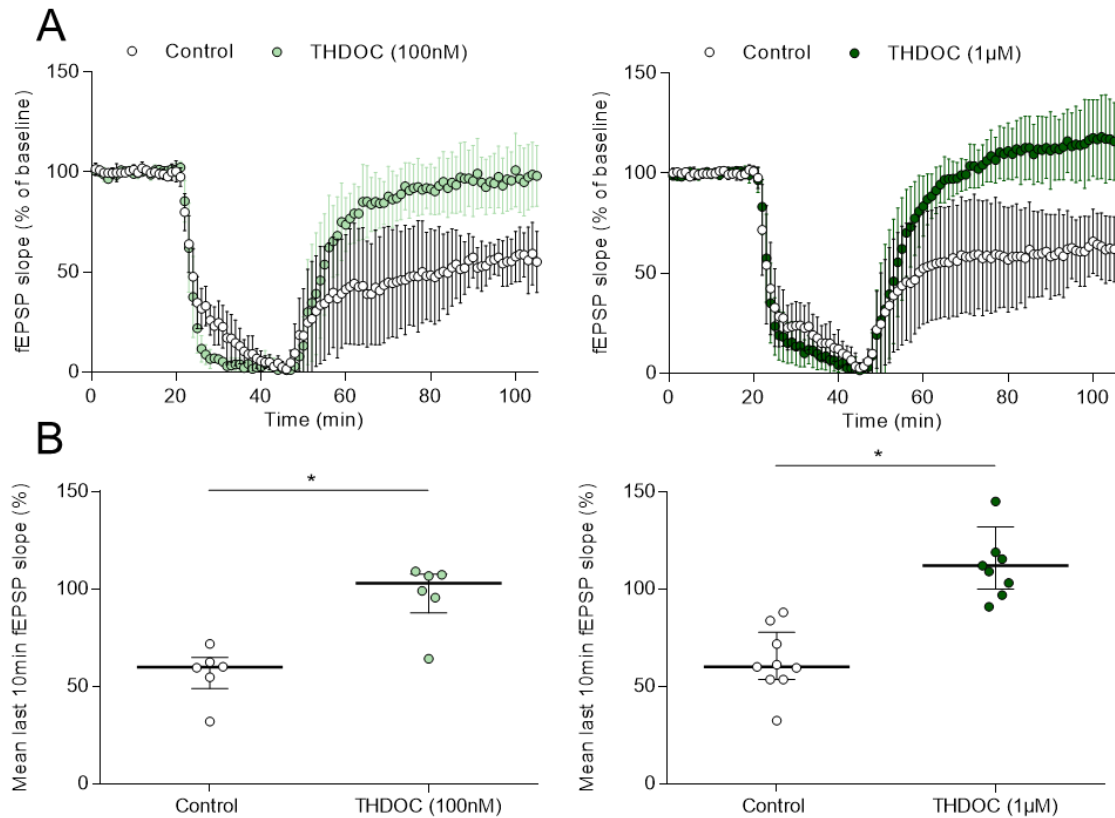 A
Control THDOC (100nM)
fEPSP slope (% of baseline)
150
100
50
0
0 20 40 60 80 100
Time (min)
Control THDOC (1µM)
fEPSP slope (% of baseline)
150
100
50
0
0 20 40 60 80 100
Time (min)
B
Mean last 10min fEPSP slope (%)
150
100
50
0
*
Control THDOC (100nM)
Mean last 10min fEPSP slope (%)
150
100
50
0
*
Control THDOC (1µM)